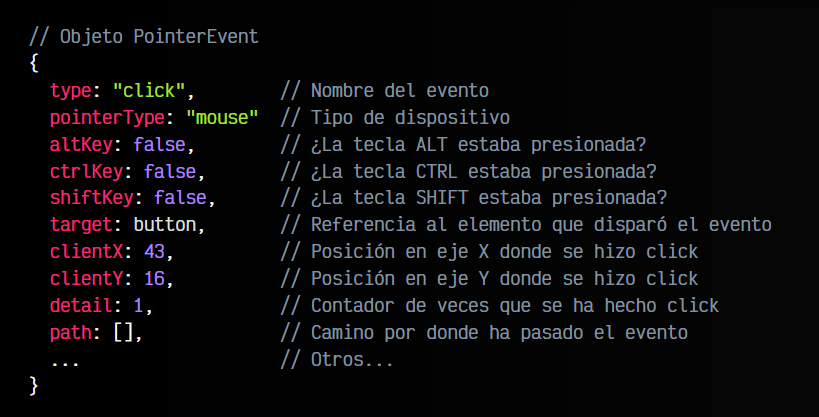 // Objeto PointerEvent
{
  type: "click",        // Nombre del evento
  pointerType: "mouse"  // Tipo de dispositivo
  altKey: false,        // ¿La tecla ALT estaba presionada?
  ctrlKey: false,       // ¿La tecla CTRL estaba presionada?
  shiftKey: false,      // ¿La tecla SHIFT estaba presionada?
  target: button,       // Referencia al elemento que disparó el evento
  clientX: 43,          // Posición en eje X donde se hizo click
  clientY: 16,          // Posición en eje Y donde se hizo click
  detail: 1,            // Contador de veces que se ha hecho click
  path: [],             // Camino por donde ha pasado el evento
  ...                   // Otros...
}